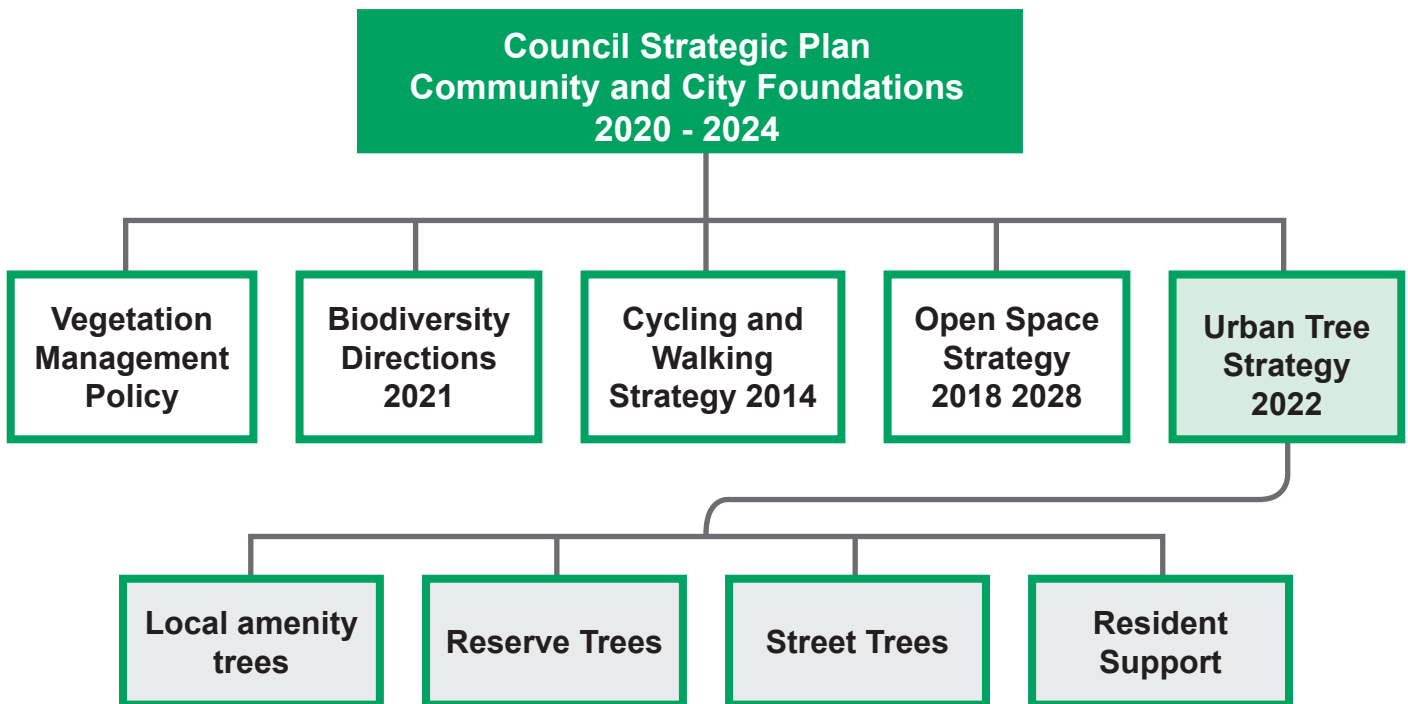 Council Strategic Plan
Community and City Foundations
2020 - 2024
Vegetation
Management
Policy
Biodiversity
Directions
2021
Cycling and
Walking
Strategy 2014
Open Space
Strategy
2018 2028
Urban Tree
Strategy
2022
Local amenity
trees
Reserve Trees
Street Trees
Resident
Support